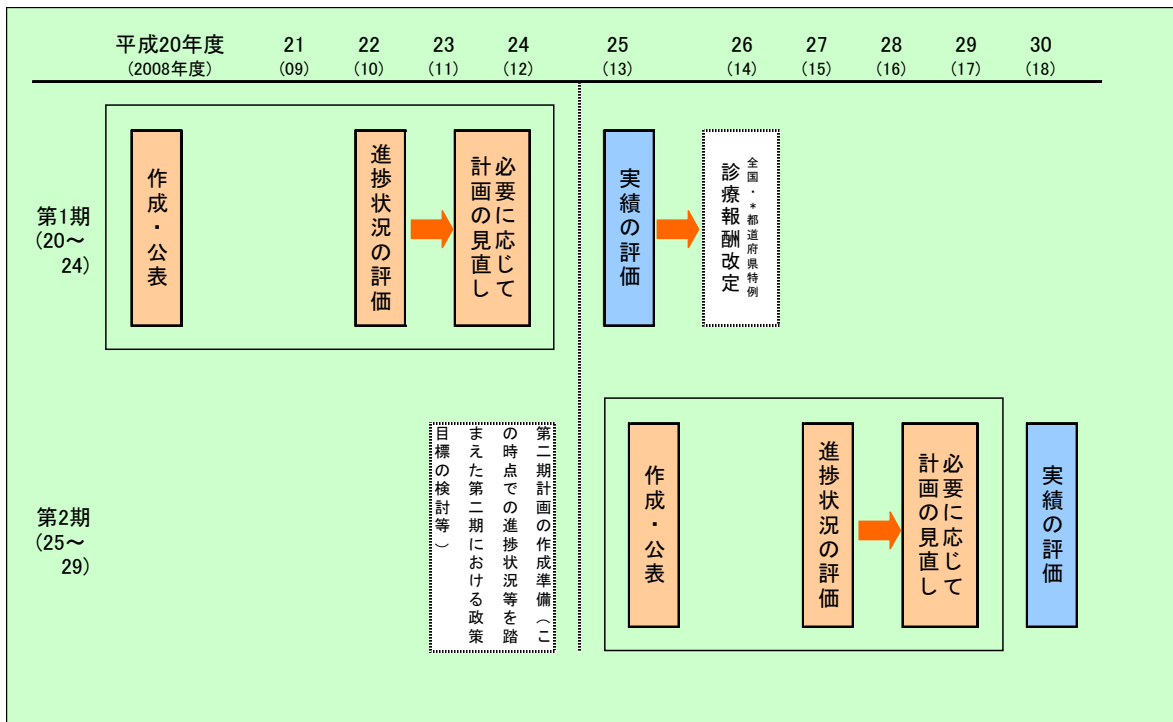 平成20年度 21 22 23 24 25 26 27 28 29 30
(2008年度) (09) (10) (11) (12) (13) (14) (15) (16) (17) (18)
第1期
(20～
24)
作成・公表
進捗状況の評価
必要に応じて
計画の見直し
実績の評価
全国・*都道府県特例
診療報酬改定
第2期
(25～
29)
第二期計画の作成準備（こ
の時点での進捗状況等を踏
まえた第二期における政策
目標の検討等）
作成・公表
進捗状況の評価
必要に応じて
計画の見直し
実績の評価